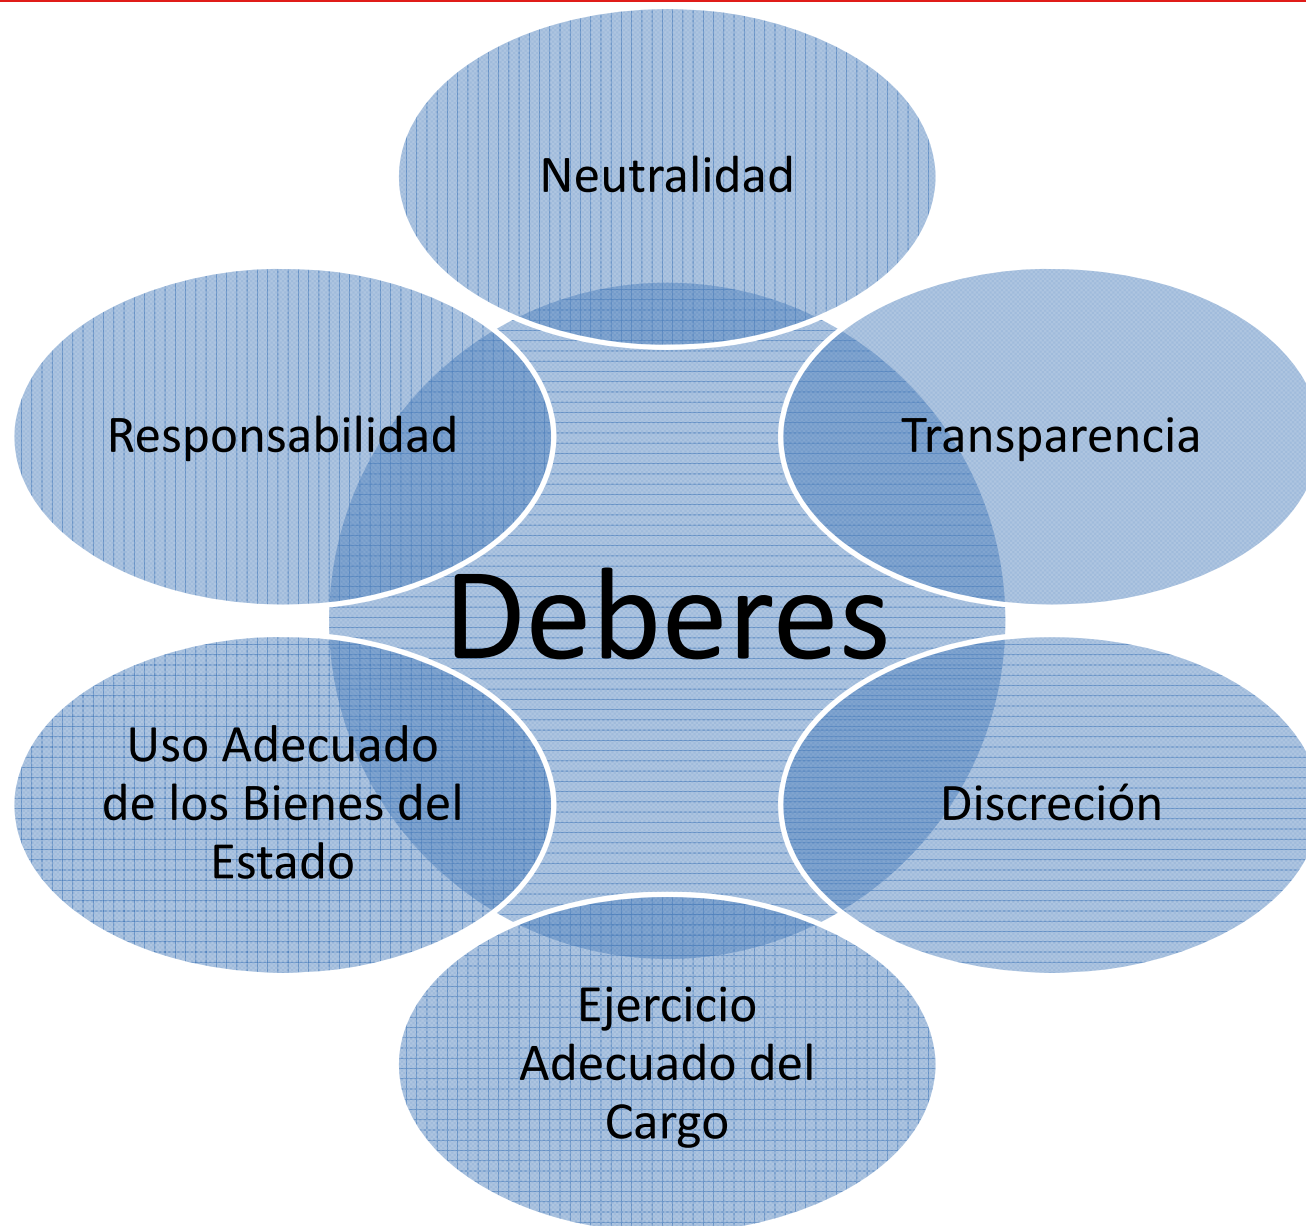 Neutralidad
Responsabilidad
Transparencia
Deberes
Uso Adecuado
de los Bienes del
Estado
Discreción
Ejercicio
Adecuado del
Cargo